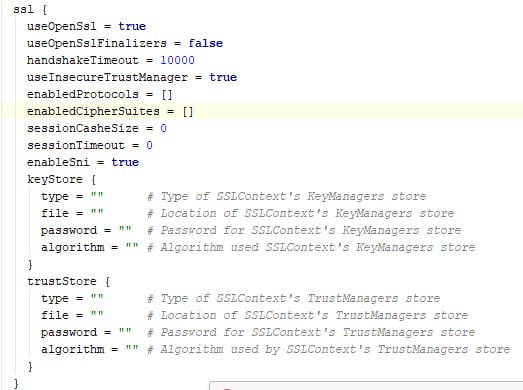 ssl {
useOpenSsl = true
useOpenSslFinalizers = false
handshakeTimeout = 10000
useInsecureTrustManager = true
enabledProtocols = []
enabledCipherSuites = []
sessionCasheSize = 0
sessionTimeout = 0
enableSni = true
keyStore {
type = "" # Type of SSLContext's KeyManagers store
file = "" # Location of SSLContext's KeyManagers store
password = "" # Password for SSLContext's KeyManagers store
algorithm = "" # Algorithm used SSLContext's KeyManagers store
}
trustStore {
type = "" # Type of SSLContext's TrustManagers store
file = "" # Location of SSLContext's TrustManagers store
password = "" # Password for SSLContext's TrustManagers store
algorithm = "" # Algorithm used by SSLContext's TrustManagers store
}
}